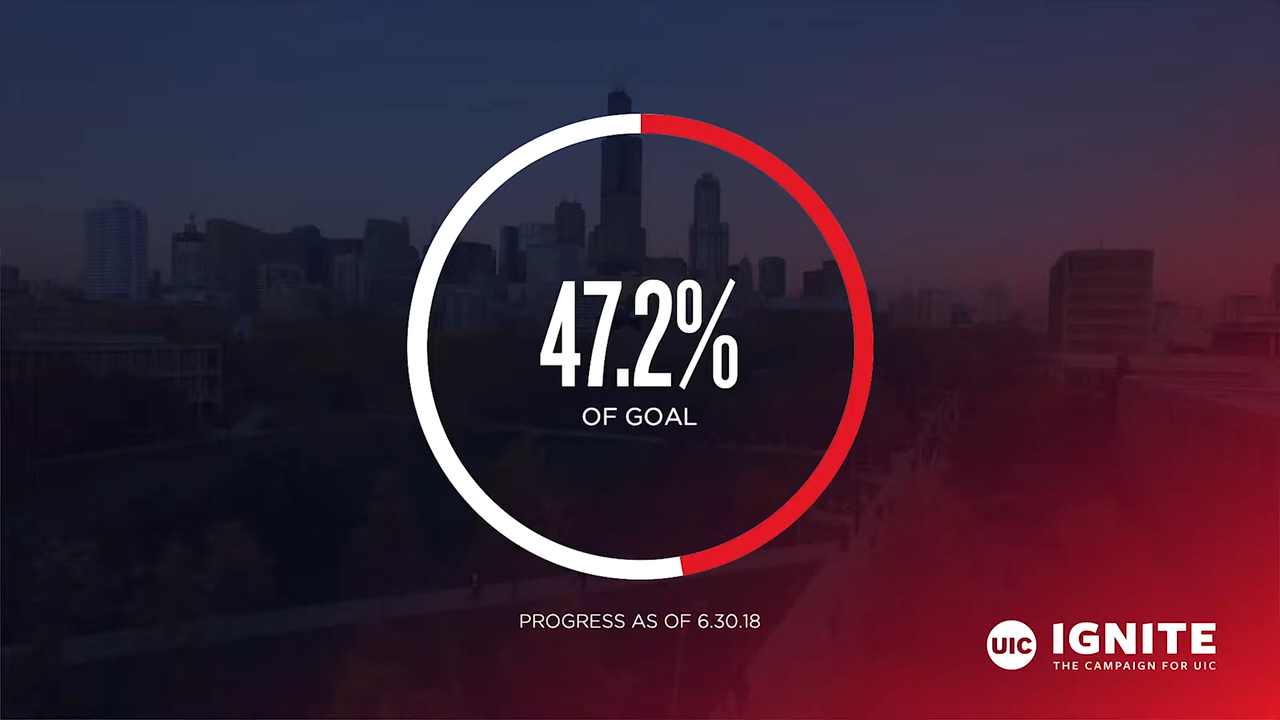 47.2%
OF GOAL
PROGRESS AS OF 6.30.18
UIC
IGNITE
THE CAMPAIGN FOR UIC